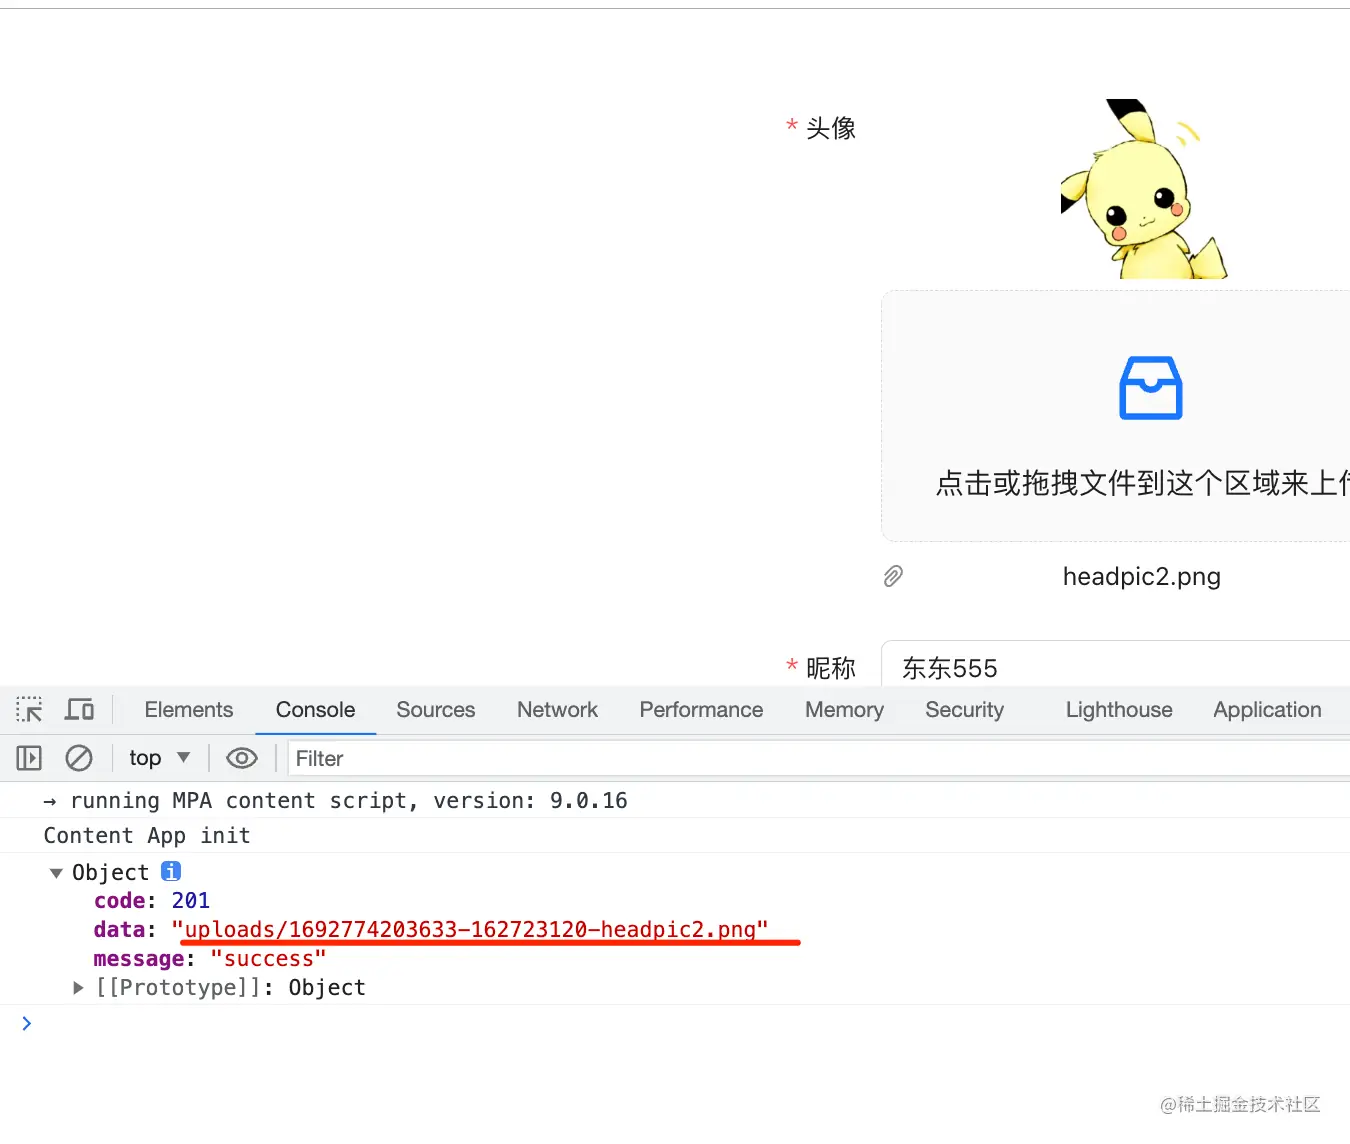 * 头像
点击或拖拽文件到这个区域来上
headpic2.png
* 昵称 东东555
Elements Console Sources Network Performance Memory Security Lighthouse Application
top Filter
→ running MPA content script, version: 9.0.16
Content App init
Object i
code: 201
data: "uploads/1692774203633-162723120-headpic2.png"
message: "success"
[[Prototype]]: Object
@稀土掘金技术社区